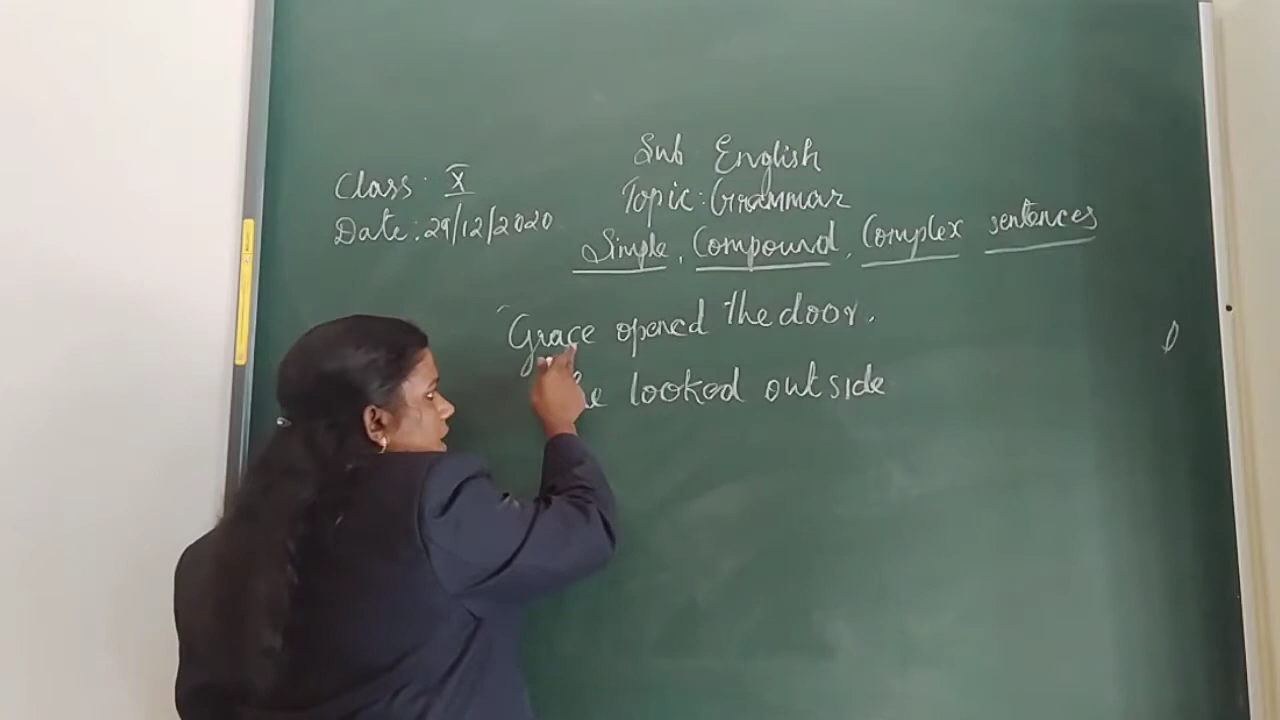 Sub English
Class: X
Topic: Grammar
Date: 29/12/2020
Simple, Compound, Complex sentences
Grace opened the door.
looked outside